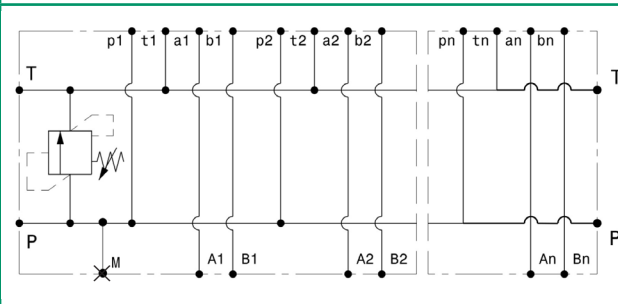 p1 t1 a1 b1 p2 t2 a2 b2 pn tn an bn
T T
P P
M A1 B1 A2 B2 An Bn